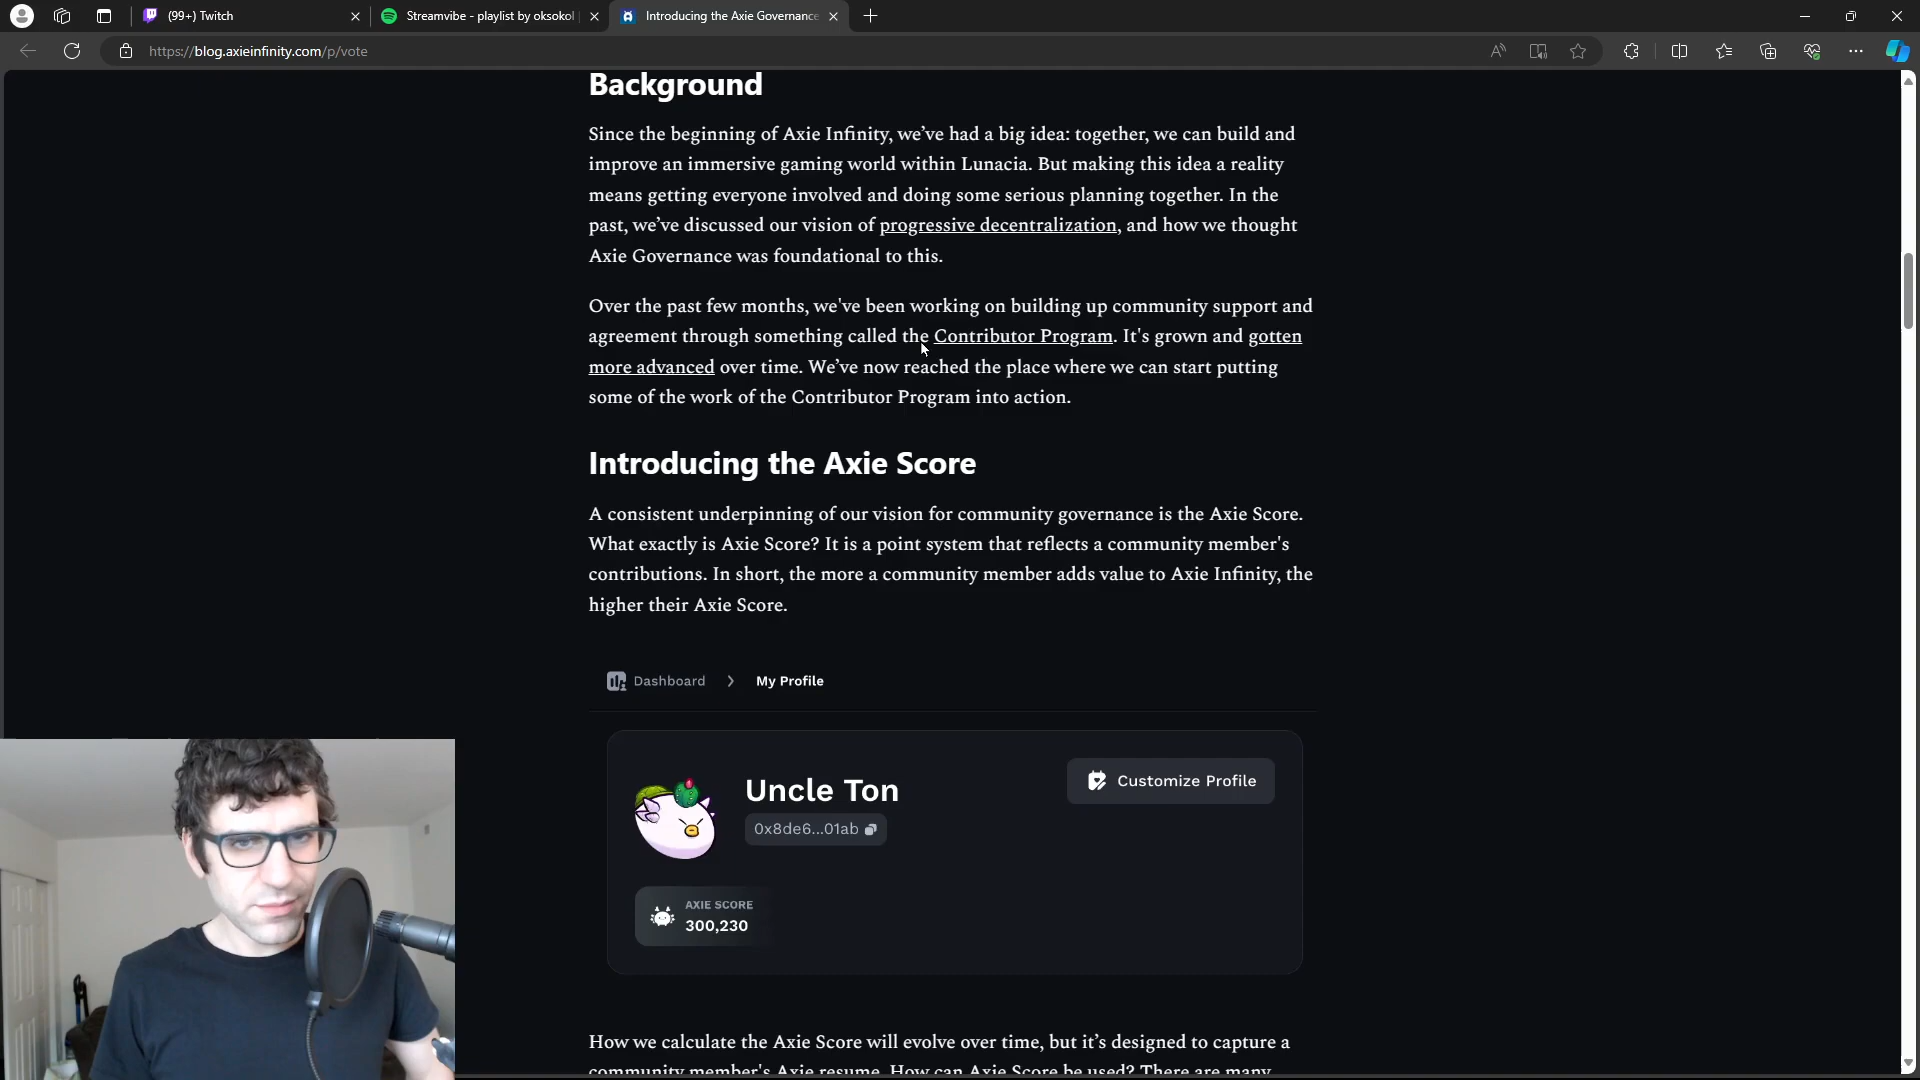 (99+) Twitch
Streamvibe - playlist by oksokol
Introducing the Axie Governance
https://blog.axieinfinity.com/p/vote
Background
Since the beginning of Axie Infinity, we’ve had a big idea: together, we can build and
improve an immersive gaming world within Lunacia. But making this idea a reality
means getting everyone involved and doing some serious planning together. In the
past, we’ve discussed our vision of progressive decentralization, and how we thought
Axie Governance was foundational to this.
Over the past few months, we've been working on building up community support and
agreement through something called the Contributor Program. It's grown and gotten
more advanced over time. We’ve now reached the place where we can start putting
some of the work of the Contributor Program into action.
Introducing the Axie Score
A consistent underpinning of our vision for community governance is the Axie Score.
What exactly is Axie Score? It is a point system that reflects a community member's
contributions. In short, the more a community member adds value to Axie Infinity, the
higher their Axie Score.
Dashboard > My Profile
Uncle Ton
Customize Profile
0x8de6...01ab
AXIE SCORE
300,230
How we calculate the Axie Score will evolve over time, but it’s designed to capture a
community member's Axie resume. How can Axie Score be used? There are many